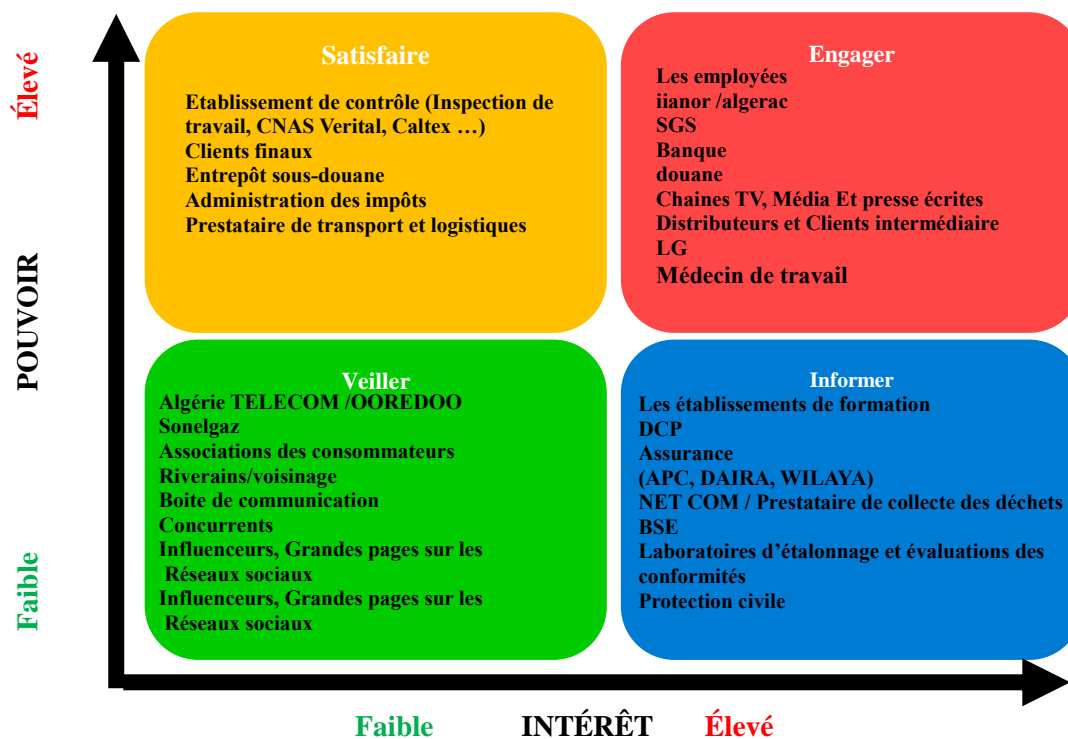 Élevé
POUVOIR
Faible
Satisfaire
Etablissement de contrôle (Inspection de
travail, CNAS Verital, Caltex …)
Clients finaux
Entrepôt sous-douane
Administration des impôts
Prestataire de transport et logistiques
Engager
Les employées
iianor /algerac
SGS
Banque
douane
Chaines TV, Média Et presse écrites
Distributeurs et Clients intermédiaire
LG
Médecin de travail
Veiller
Algérie TELECOM /OOREDOO
Sonelgaz
Associations des consommateurs
Riverains/voisinage
Boite de communication
Concurrents
Influenceurs, Grandes pages sur les
Réseaux sociaux
Influenceurs, Grandes pages sur les
Réseaux sociaux
Informer
Les établissements de formation
DCP
Assurance
(APC, DAIRA, WILAYA)
NET COM / Prestataire de collecte des déchets
BSE
Laboratoires d’étalonnage et évaluations des
conformités
Protection civile
Faible INTÉRÊT Élevé